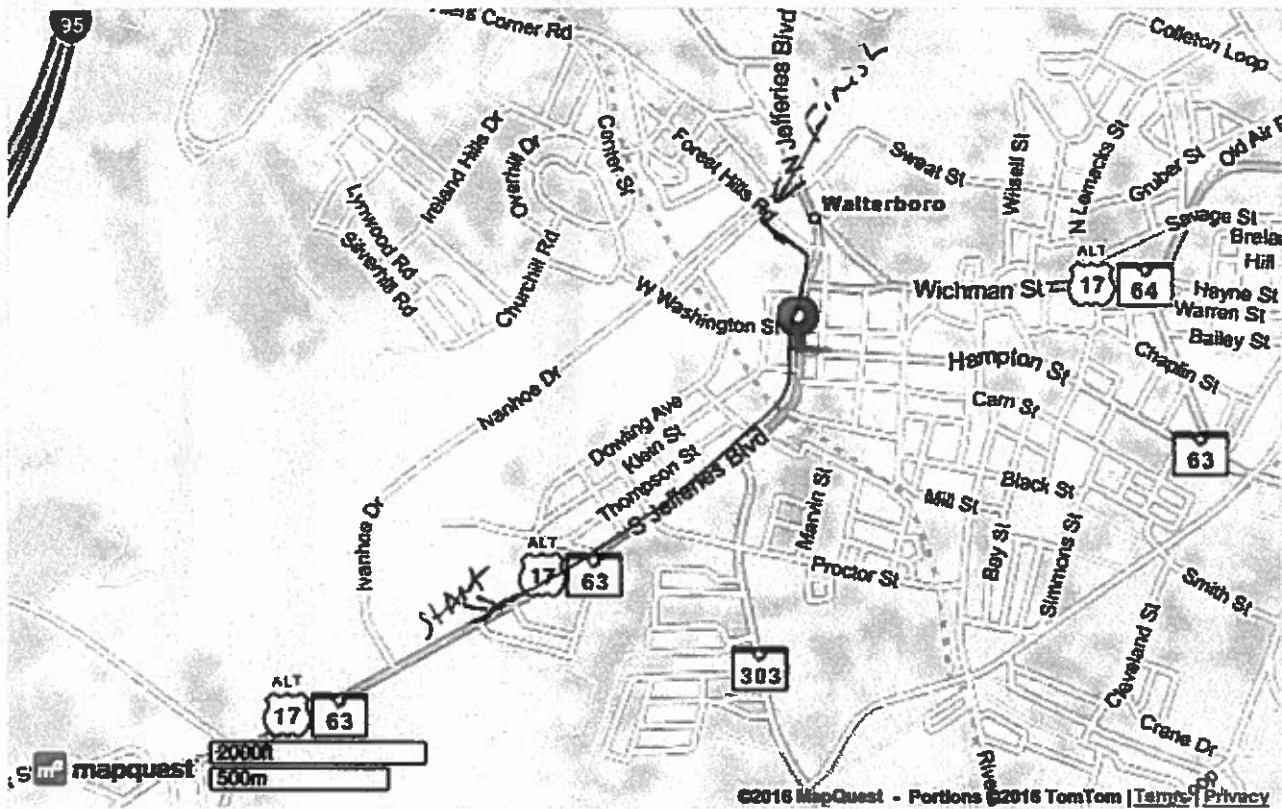 95
Corner Rd
N Jefferies Blvd
Finish
Colleton Loop
Ireland Hills Dr
Overhill Dr
Center St
Forest Hills Rd
Sweat St
Witsell St
N Lemacks St
Gruber St
Old Air
Lynwood Rd
Silverhill Rd
Churchill Rd
Walterboro
Savage St
Hill
ALT
17
64
Wichman St
Hayne St
Warren St
Bailey St
W Washington St
Hampton St
Chaplin St
Ivanhoe Dr
Carn St
Dowling Ave
Klein St
Thompson St
S Jefferies Blvd
63
Black St
Mill St
Marvin St
Bay St
Simmons St
Ivanhoe Dr
ALT
17
63
Proctor St
Start
Smith St
Cleveland St
303
ALT
17
63
Crane Dr
2000ft
500m
mapquest
©2016 MapQuest - Portions ©2016 TomTom | Terms | Privacy